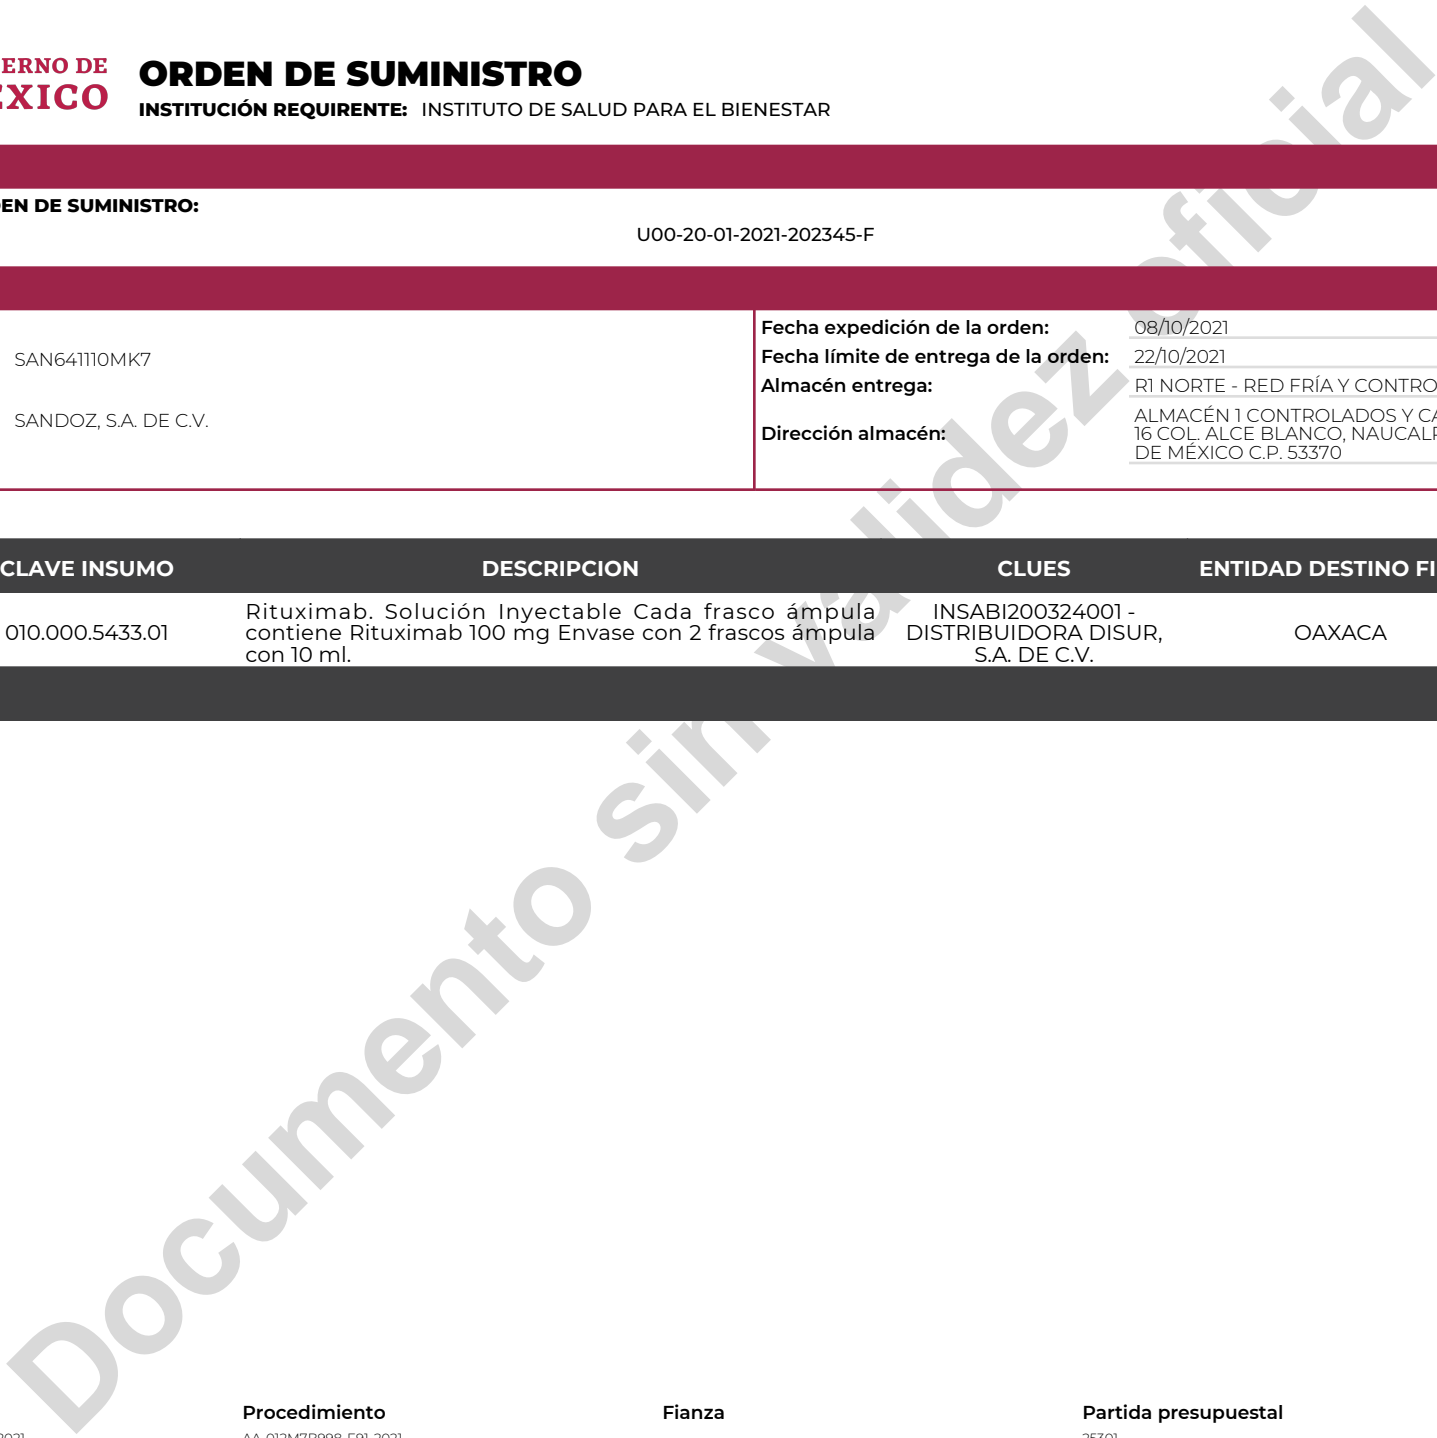 ERNO DE
ORDEN DE SUMINISTRO
INSTITUCIÓN REQUIRENTE: INSTITUTO DE SALUD PARA EL BIENESTAR
EN DE SUMINISTRO:
U00-20-01-2021-202345-F
SAN641110MK7
SANDOZ, S.A. DE C.V.
Fecha expedición de la orden: 08/10/2021
Fecha límite de entrega de la orden: 22/10/2021
Almacén entrega: R1 NORTE - RED FRÍA Y CONTRO
Dirección almacén: ALMACÉN 1 CONTROLADOS Y CA
16 COL. ALCE BLANCO, NAUCALP
DE MÉXICO C.P. 53370
CLAVE INSUMO DESCRIPCION CLUES ENTIDAD DESTINO FI
010.000.5433.01
Rituximab. Solución Inyectable Cada frasco ámpula
contiene Rituximab 100 mg Envase con 2 frascos ámpula
con 10 ml.
INSABI200324001 -
DISTRIBUIDORA DISUR,
S.A. DE C.V.
OAXACA
Documento sin validez oficial
Procedimiento Fianza Partida presupuestal